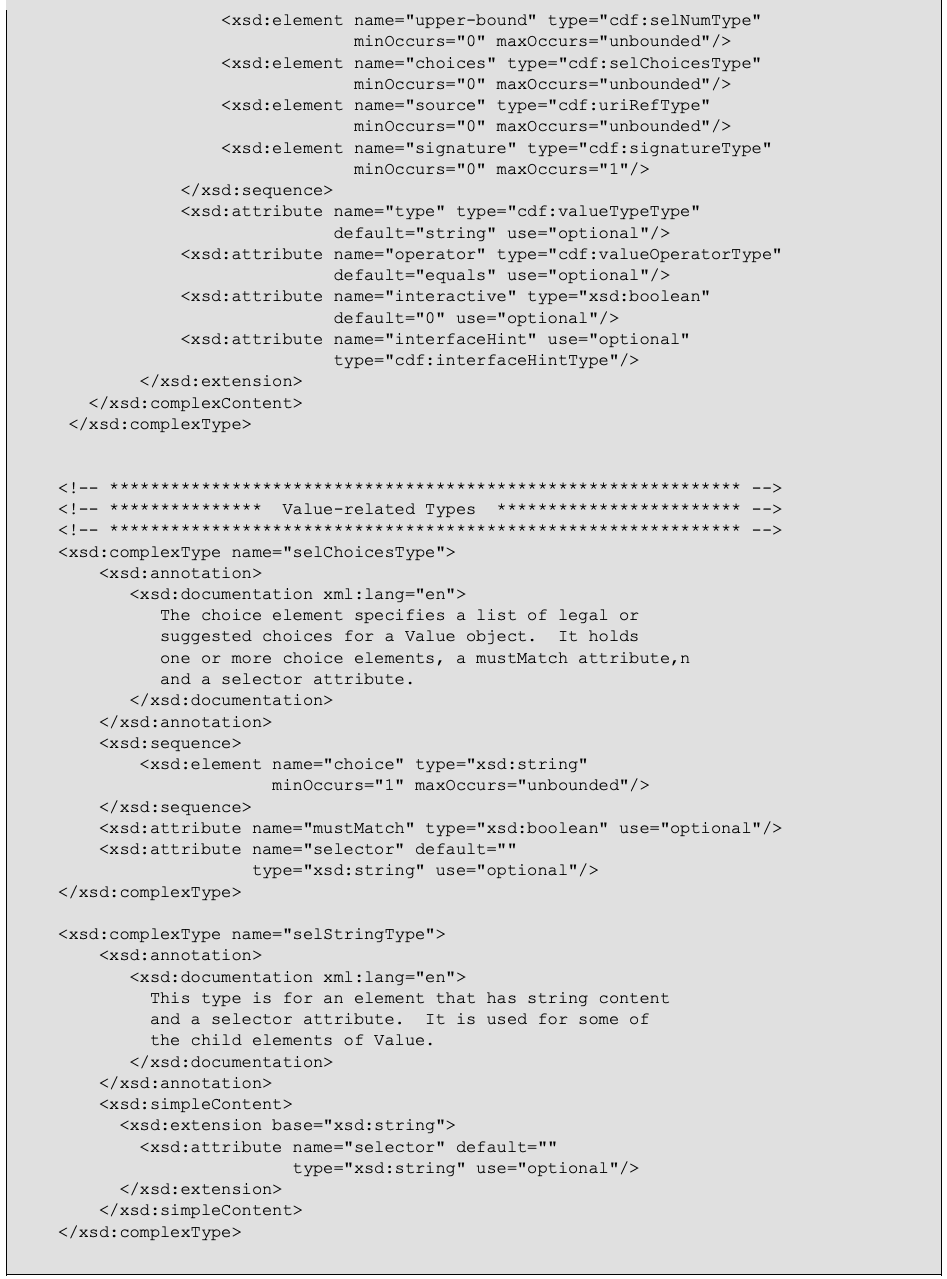 <xsd:element name="upper-bound" type="cdf:selNumType"
minOccurs="0" maxOccurs="unbounded"/>
<xsd:element name="choices" type="cdf:selChoicesType"
minOccurs="0" maxOccurs="unbounded"/>
<xsd:element name="source" type="cdf:uriRefType"
minOccurs="0" maxOccurs="unbounded"/>
<xsd:element name="signature" type="cdf:signatureType"
minOccurs="0" maxOccurs="1"/>
</xsd:sequence>
<xsd:attribute name="type" type="cdf:valueTypeType"
default="string" use="optional"/>
<xsd:attribute name="operator" type="cdf:valueOperatorType"
default="equals" use="optional"/>
<xsd:attribute name="interactive" type="xsd:boolean"
default="0" use="optional"/>
<xsd:attribute name="interfaceHint" use="optional"
type="cdf:interfaceHintType"/>
</xsd:extension>
</xsd:complexContent>
</xsd:complexType>
<!-- ************************************************************** -->
<!-- *************** Value-related Types ************************ -->
<!-- ************************************************************** -->
<xsd:complexType name="selChoicesType">
<xsd:annotation>
<xsd:documentation xml:lang="en">
The choice element specifies a list of legal or
suggested choices for a Value object. It holds
one or more choice elements, a mustMatch attribute,n
and a selector attribute.
</xsd:documentation>
</xsd:annotation>
<xsd:sequence>
<xsd:element name="choice" type="xsd:string"
minOccurs="1" maxOccurs="unbounded"/>
</xsd:sequence>
<xsd:attribute name="mustMatch" type="xsd:boolean" use="optional"/>
<xsd:attribute name="selector" default=""
type="xsd:string" use="optional"/>
</xsd:complexType>
<xsd:complexType name="selStringType">
<xsd:annotation>
<xsd:documentation xml:lang="en">
This type is for an element that has string content
and a selector attribute. It is used for some of
the child elements of Value.
</xsd:documentation>
</xsd:annotation>
<xsd:simpleContent>
<xsd:extension base="xsd:string">
<xsd:attribute name="selector" default=""
type="xsd:string" use="optional"/>
</xsd:extension>
</xsd:simpleContent>
</xsd:complexType>